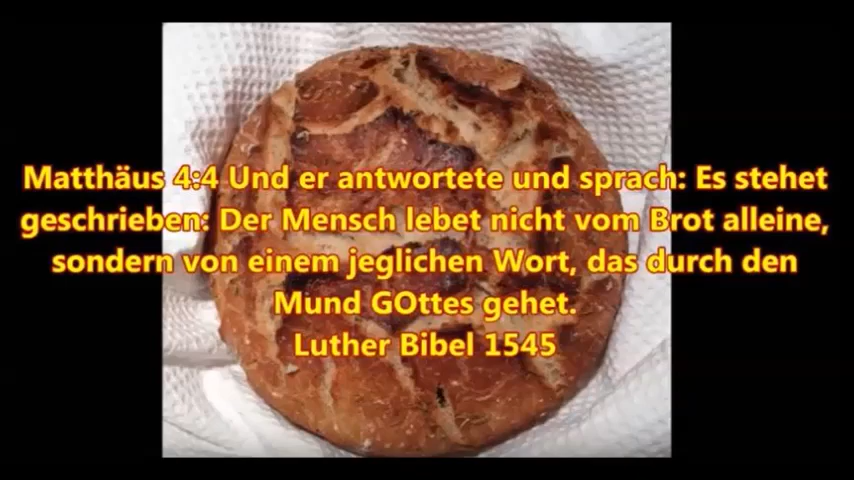 Matthäus 4:4 Und er antwortete und sprach: Es stehet
geschrieben: Der Mensch lebet nicht vom Brot alleine,
sondern von einem jeglichen Wort, das durch den
Mund GOttes gehet.
Luther Bibel 1545